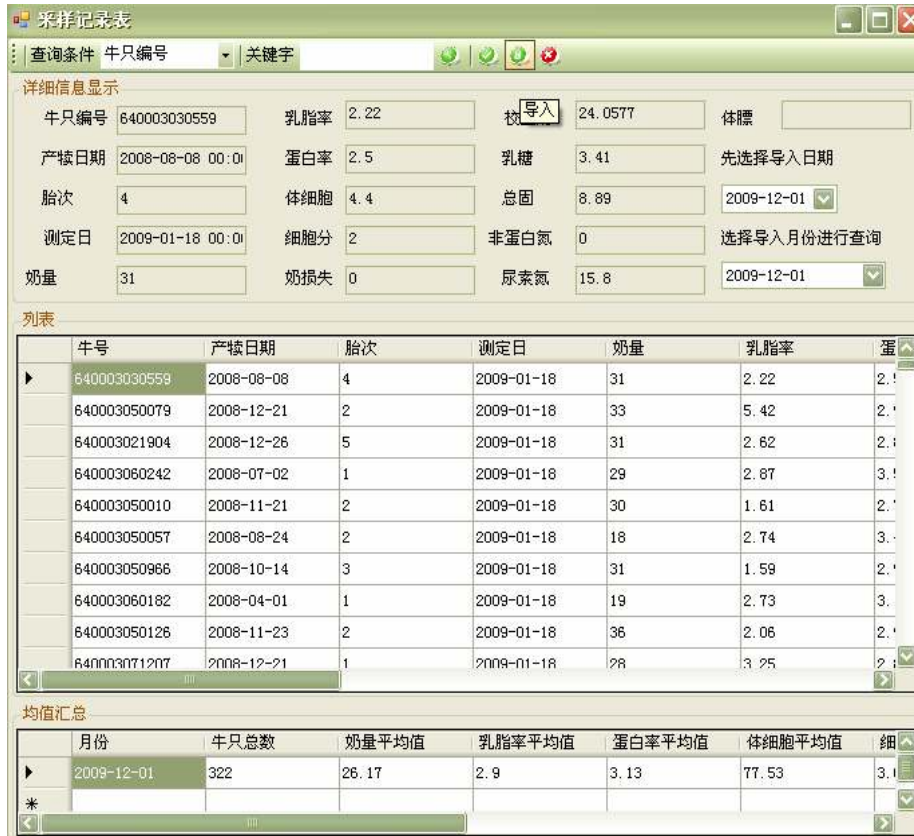 采样记录表
查询条件 牛只编号 关键字
详细信息显示
牛只编号 640003030559 乳脂率 2.22 校 导入 24.0577 体膘
产犊日期 2008-08-08 00:0 蛋白率 2.5 乳糖 3.41 先选择导入日期
胎次 4 体细胞 4.4 总固 8.89 2009-12-01
测定日 2009-01-18 00:0 细胞分 2 非蛋白氮 0 选择导入月份进行查询
奶量 31 奶损失 0 尿素氮 15.8 2009-12-01
列表
牛号 产犊日期 胎次 测定日 奶量 乳脂率 蛋
640003030559 2008-08-08 4 2009-01-18 31 2.22 2.
640003050079 2008-12-21 2 2009-01-18 33 5.42 2.
640003021904 2008-12-26 5 2009-01-18 31 2.62 2.
640003060242 2008-07-02 1 2009-01-18 29 2.87 3.
640003050010 2008-11-21 2 2009-01-18 30 1.61 2.
640003050057 2008-08-24 2 2009-01-18 18 2.74 3.
640003050966 2008-10-14 3 2009-01-18 31 1.59 2.
640003060182 2008-04-01 1 2009-01-18 19 2.73 3.
640003050126 2008-11-23 2 2009-01-18 36 2.06 2.
640003071207 2008-12-21 1 2009-01-18 28 3.25 2.
均值汇总
月份 牛只总数 奶量平均值 乳脂率平均值 蛋白率平均值 体细胞平均值 细
2009-12-01 322 26.17 2.9 3.13 77.53 3.